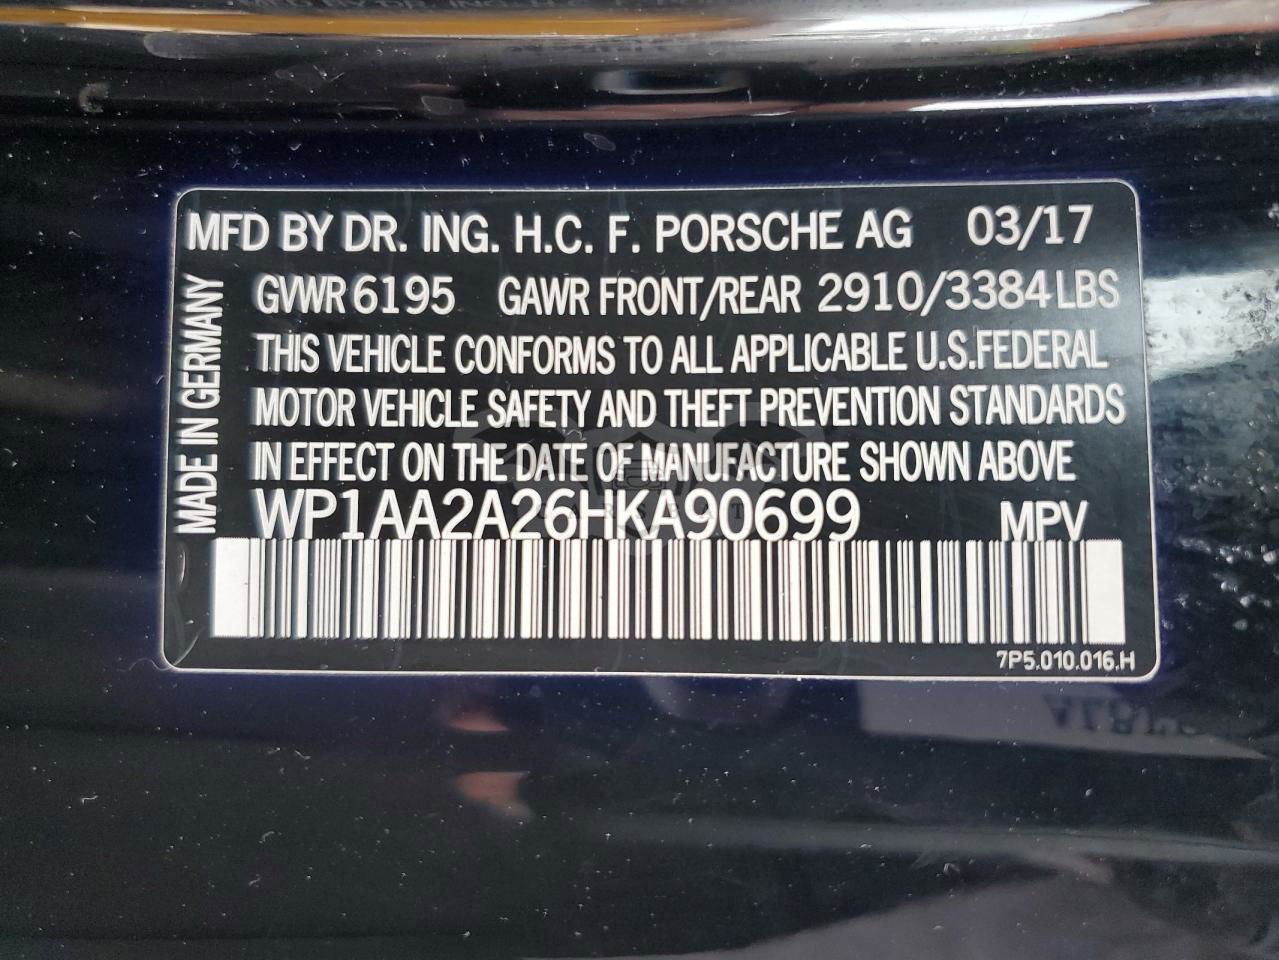 MFD BY DR. ING. H.C. F. PORSCHE AG 03/17
GVWR 6195 GAWR FRONT/REAR 2910/3384 LBS
THIS VEHICLE CONFORMS TO ALL APPLICABLE U.S.FEDERAL
MOTOR VEHICLE SAFETY AND THEFT PREVENTION STANDARDS
IN EFFECT ON THE DATE OF MANUFACTURE SHOWN ABOVE
WP1AA2A26HKA90699 MPV
MADE IN GERMANY
7P5.010.016.H